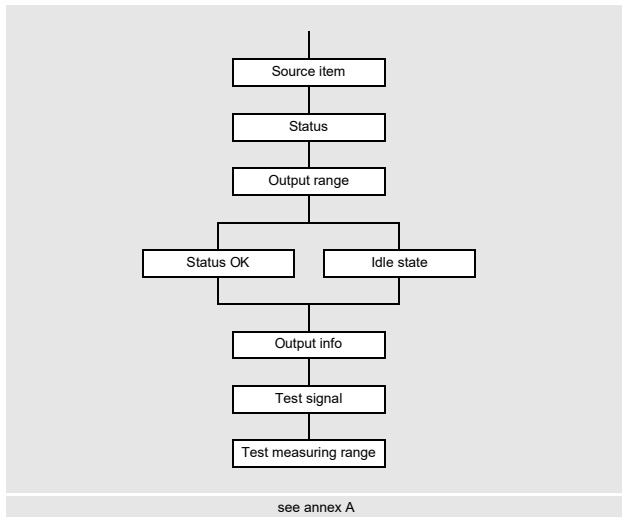 Source item
Status
Output range
Status OK
Idle state
Output info
Test signal
Test measuring range
see annex A